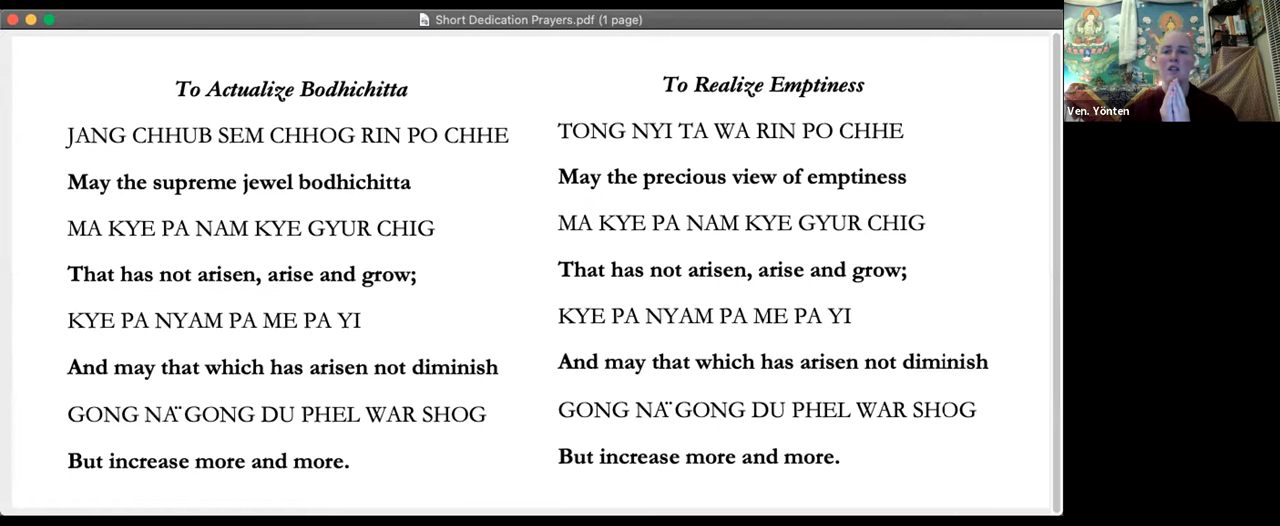 Short Dedication Prayers.pdf (1 page)
To Actualize Bodhichitta
JANG CHHUB SEM CHHOG RIN PO CHHE
May the supreme jewel bodhichitta
MA KYE PA NAM KYE GYUR CHIG
That has not arisen, arise and grow;
KYE PA NYAM PA ME PA YI
And may that which has arisen not diminish
GONG NA¨ GONG DU PHEL WAR SHOG
But increase more and more.
To Realize Emptiness
TONG NYI TA WA RIN PO CHHE
May the precious view of emptiness
MA KYE PA NAM KYE GYUR CHIG
That has not arisen, arise and grow;
KYE PA NYAM PA ME PA YI
And may that which has arisen not diminish
GONG NA¨ GONG DU PHEL WAR SHOG
But increase more and more.
Ven. Yönten